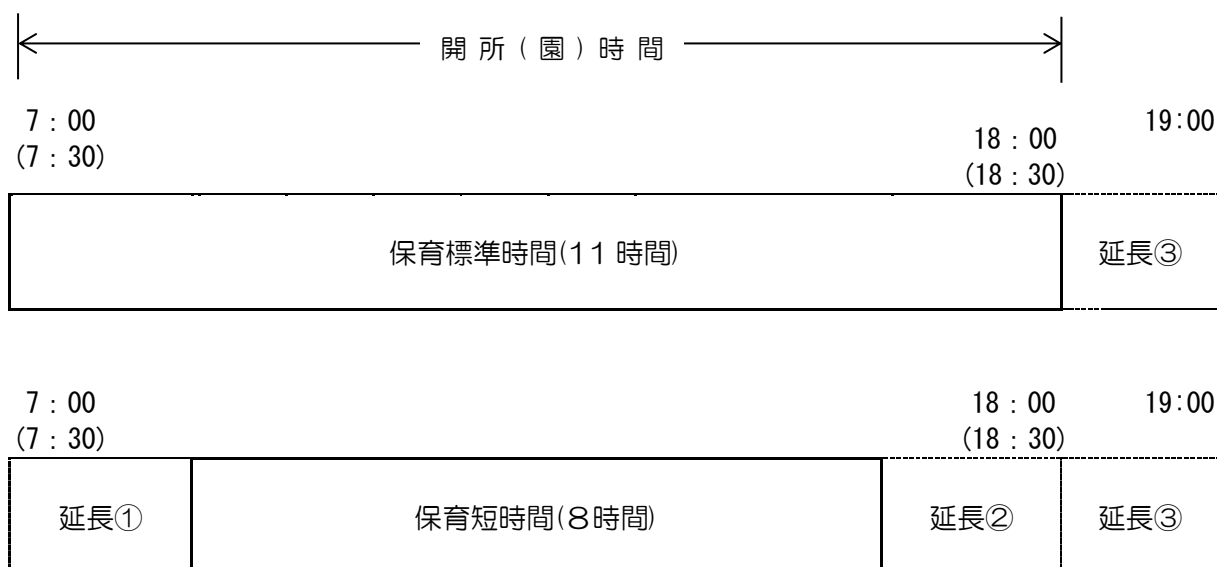 開 所 ( 園 ) 時 間
7：00
(7：30)
18：00
(18：30)
19:00
保育標準時間(11 時間)
延長③
7：00
(7：30)
18：00
(18：30)
19:00
延長①
保育短時間(8時間)
延長②
延長③